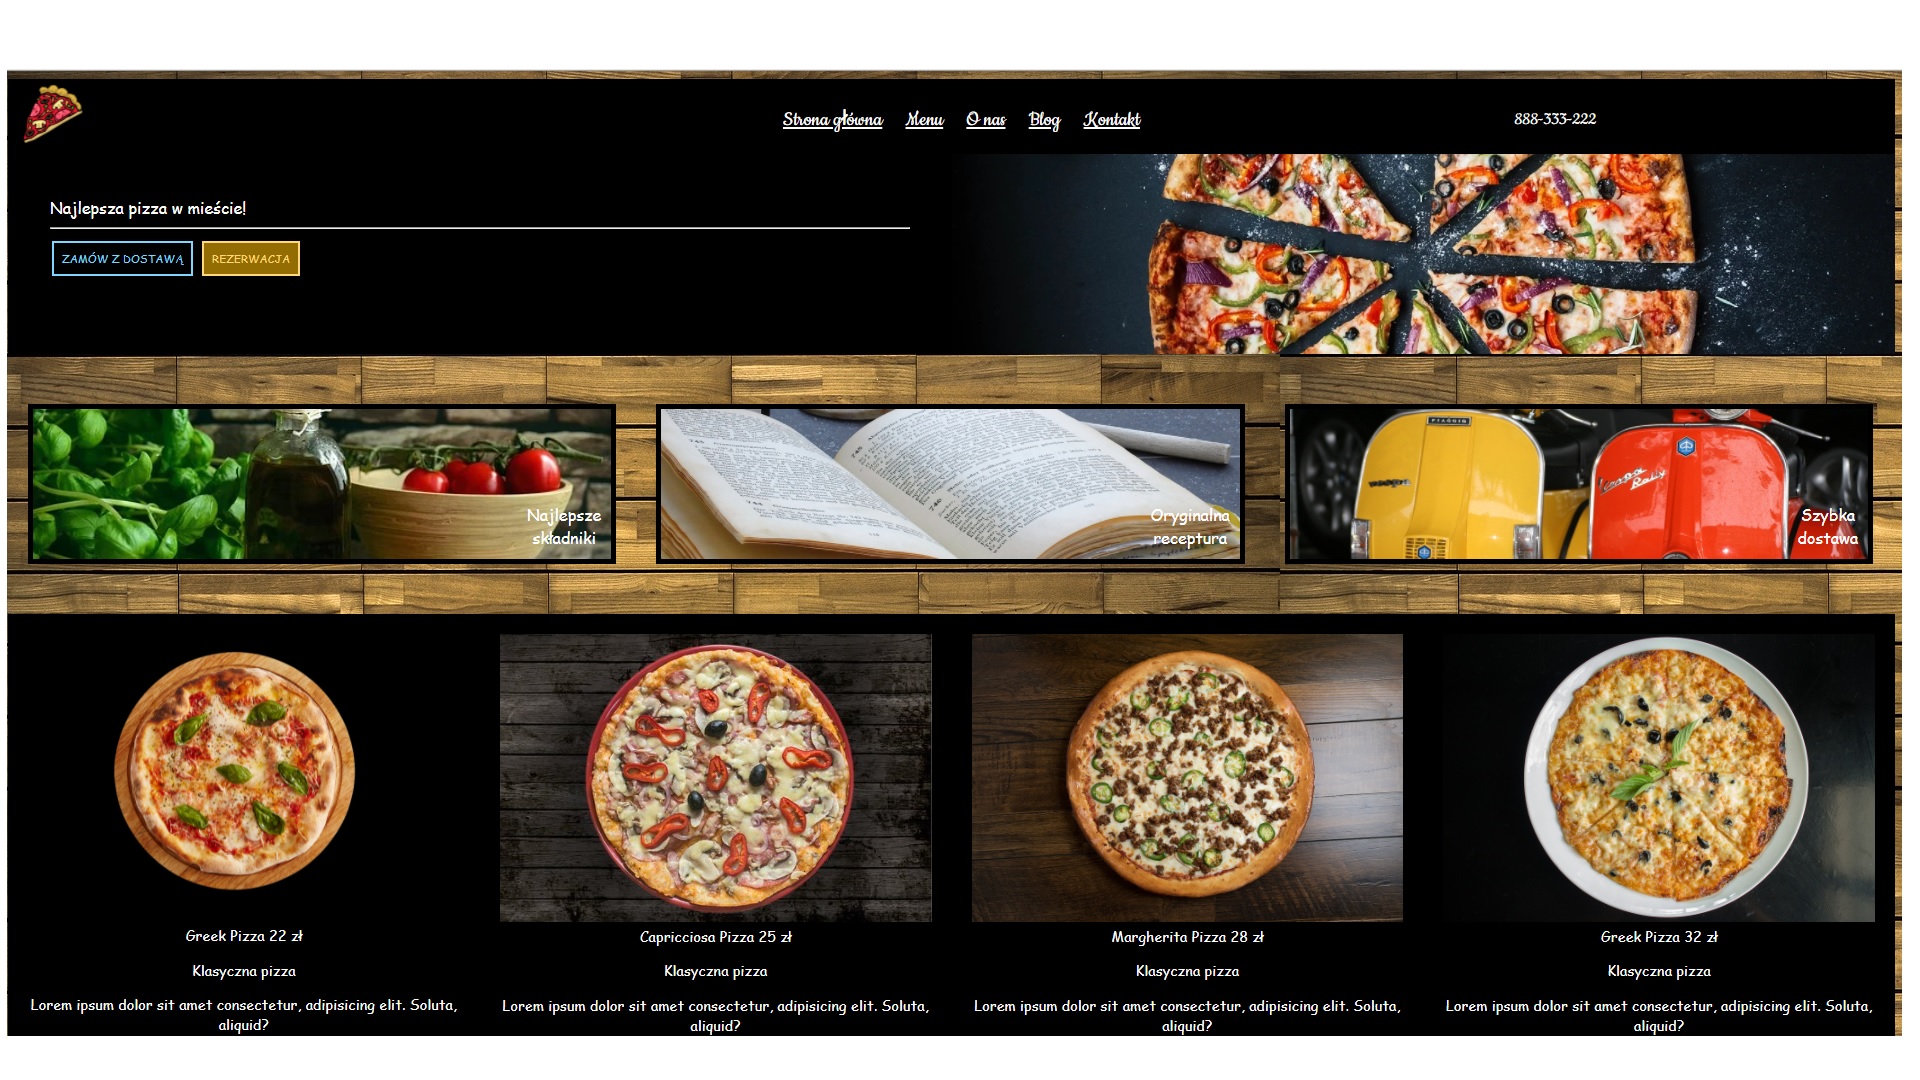 Strona główna Menu O nas Blog Kontakt 888-333-222
Najlepsza pizza w mieście!
ZAMÓW Z DOSTAWĄ REZERWACJA
Najlepsze
składniki
Oryginalna
receptura
PIAGGIO
vespa
Vespa
Rally
Szybka
dostawa
Greek Pizza 22 zł
Klasyczna pizza
Lorem ipsum dolor sit amet consectetur, adipisicing elit. Soluta,
aliquid?
Capricciosa Pizza 25 zł
Klasyczna pizza
Lorem ipsum dolor sit amet consectetur, adipisicing elit. Soluta,
aliquid?
Margherita Pizza 28 zł
Klasyczna pizza
Lorem ipsum dolor sit amet consectetur, adipisicing elit. Soluta,
aliquid?
Greek Pizza 32 zł
Klasyczna pizza
Lorem ipsum dolor sit amet consectetur, adipisicing elit. Soluta,
aliquid?